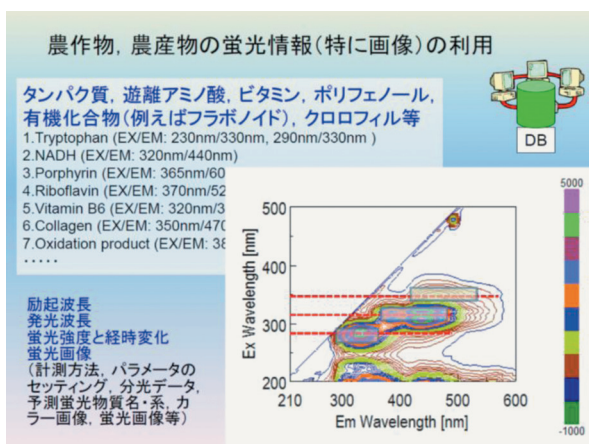 農作物，農産物の蛍光情報（特に画像）の利用
タンパク質，遊離アミノ酸，ビタミン，ポリフェノール，
有機化合物（例えばフラボノイド），クロロフィル等
1.Tryptophan (EX/EM: 230nm/330nm, 290nm/330nm )
2.NADH (EX/EM: 320nm/440nm)
3.Porphyrin (EX/EM: 365nm/60
4.Riboflavin (EX/EM: 370nm/52
5.Vitamin B6 (EX/EM: 320nm/3
6.Collagen (EX/EM: 350nm/470
7.Oxidation product (EX/EM: 38
・・・・・
DB
励起波長
発光波長
蛍光強度と経時変化
蛍光画像
（計測方法，パラメータの
セッティング，分光データ，
予測蛍光物質名・系，カ
ラー画像，蛍光画像等）
Ex Wavelength [nm]
500
400
300
200
210
300
400
500
600
Em Wavelength [nm]
5000
-1000